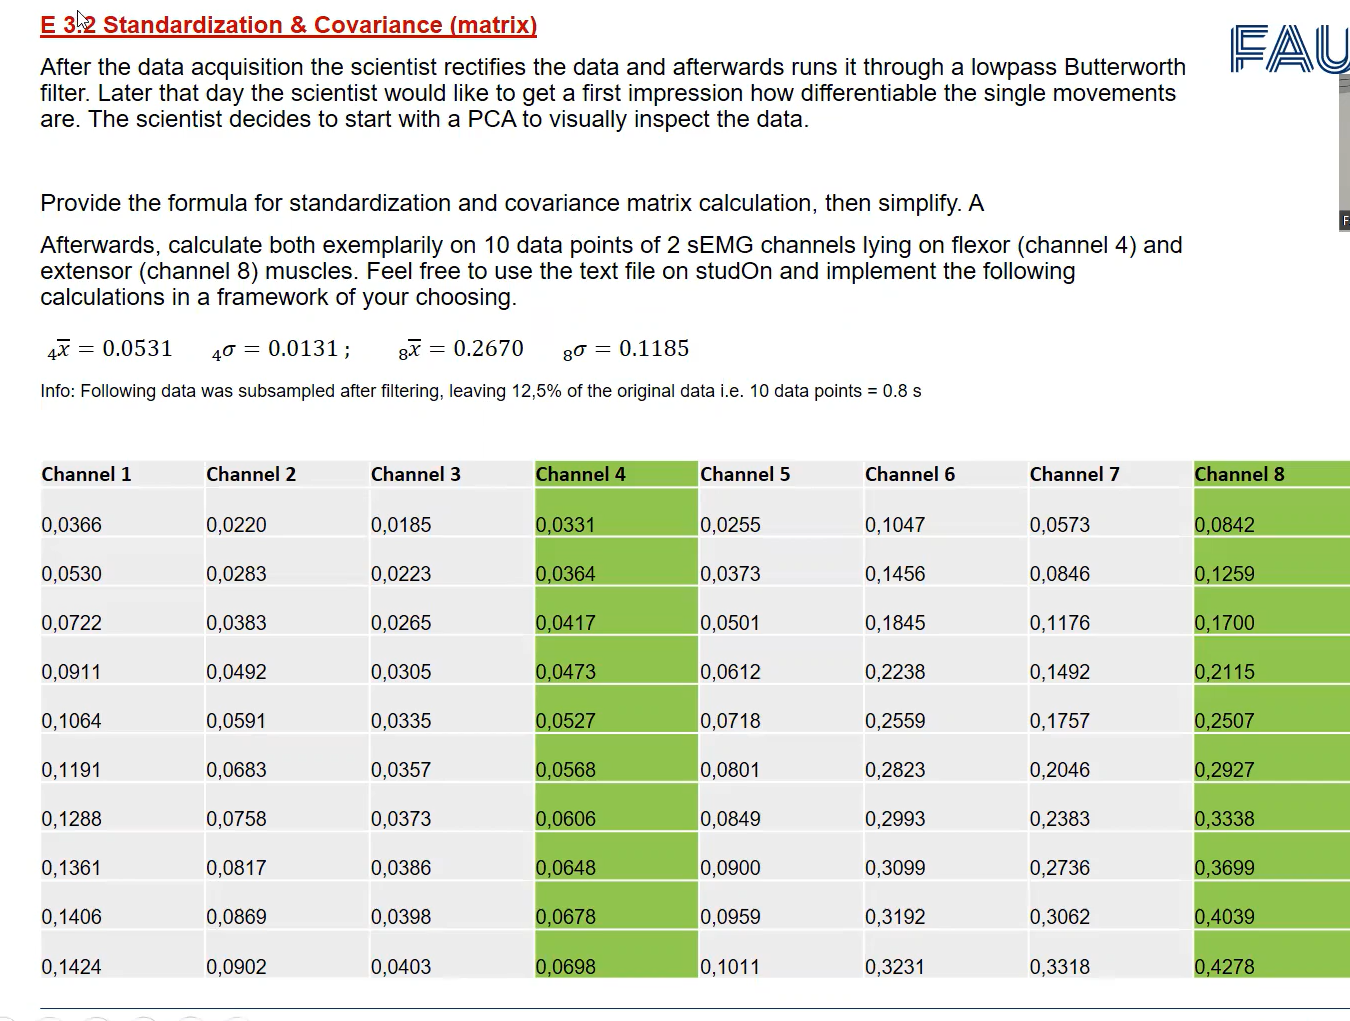 E 3.2 Standardization & Covariance (matrix)
FAU
After the data acquisition the scientist rectifies the data and afterwards runs it through a lowpass Butterworth
filter. Later that day the scientist would like to get a first impression how differentiable the single movements
are. The scientist decides to start with a PCA to visually inspect the data.
Provide the formula for standardization and covariance matrix calculation, then simplify. A
F
Afterwards, calculate both exemplarily on 10 data points of 2 sEMG channels lying on flexor (channel 4) and
extensor (channel 8) muscles. Feel free to use the text file on studOn and implement the following
calculations in a framework of your choosing.
₄x̅ = 0.0531 ₄σ = 0.0131 ; ₈x̅ = 0.2670 ₈σ = 0.1185
Info: Following data was subsampled after filtering, leaving 12,5% of the original data i.e. 10 data points = 0.8 s
Channel 1 Channel 2 Channel 3 Channel 4 Channel 5 Channel 6 Channel 7 Channel 8
0,0366 0,0220 0,0185 0,0331 0,0255 0,1047 0,0573 0,0842
0,0530 0,0283 0,0223 0,0364 0,0373 0,1456 0,0846 0,1259
0,0722 0,0383 0,0265 0,0417 0,0501 0,1845 0,1176 0,1700
0,0911 0,0492 0,0305 0,0473 0,0612 0,2238 0,1492 0,2115
0,1064 0,0591 0,0335 0,0527 0,0718 0,2559 0,1757 0,2507
0,1191 0,0683 0,0357 0,0568 0,0801 0,2823 0,2046 0,2927
0,1288 0,0758 0,0373 0,0606 0,0849 0,2993 0,2383 0,3338
0,1361 0,0817 0,0386 0,0648 0,0900 0,3099 0,2736 0,3699
0,1406 0,0869 0,0398 0,0678 0,0959 0,3192 0,3062 0,4039
0,1424 0,0902 0,0403 0,0698 0,1011 0,3231 0,3318 0,4278